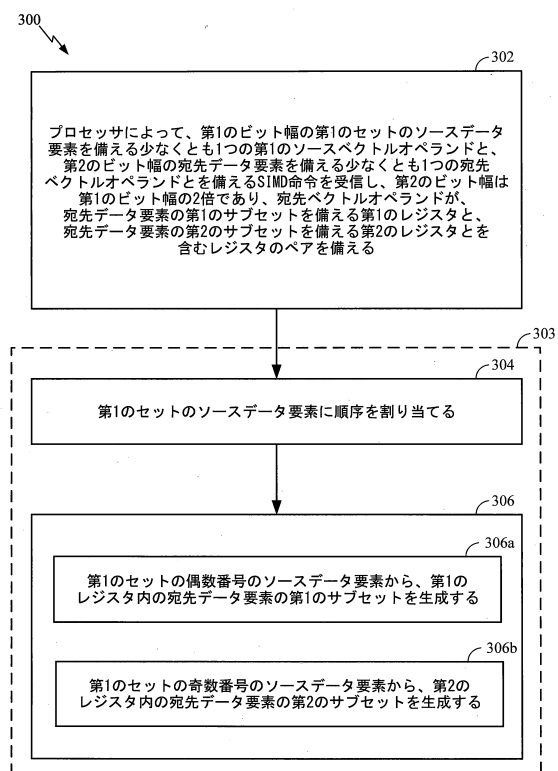 300
302
プロセッサによって、第1のビット幅の第1のセットのソースデータ
要素を備える少なくとも1つの第1のソースベクトルオペランドと、
第2のビット幅の宛先データ要素を備える少なくとも1つの宛先
ベクトルオペランドとを備えるSIMD命令を受信し、第2のビット幅は
第1のビット幅の2倍であり、宛先ベクトルオペランドが、
宛先データ要素の第1のサブセットを備える第1のレジスタと、
宛先データ要素の第2のサブセットを備える第2のレジスタとを
含むレジスタのペアを備える
303
304
第1のセットのソースデータ要素に順序を割り当てる
306
306a
第1のセットの偶数番号のソースデータ要素から、第1の
レジスタ内の宛先データ要素の第1のサブセットを生成する
306b
第1のセットの奇数番号のソースデータ要素から、第2の
レジスタ内の宛先データ要素の第2のサブセットを生成する